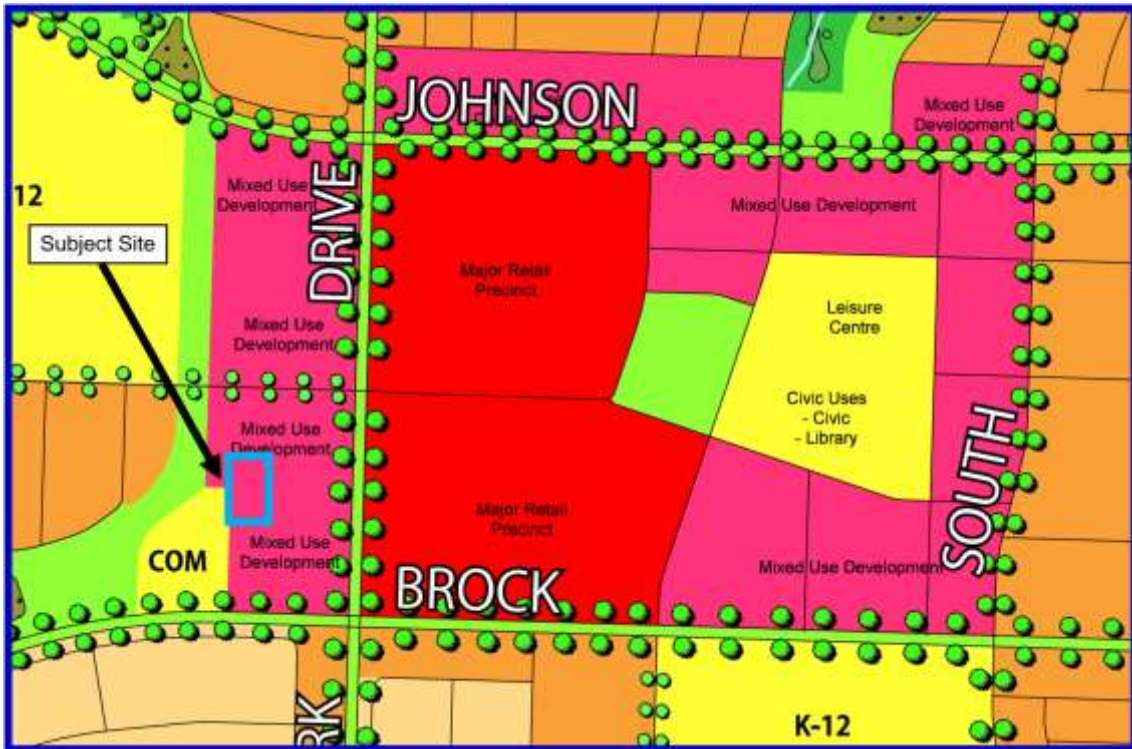 JOHNSON
Mixed Use
Development
12
DRIVE
Mixed Use
Development
Mixed Use Development
Subject Site
Major Retail
Precinct
Leisure
Centre
Mixed Use
Development
Civic Uses
- Civic
- Library
Mixed Use
Development
SOUTH
Major Retail
Precinct
Mixed Use
Development
COM
Mixed Use Development
BROCK
RK
K-12